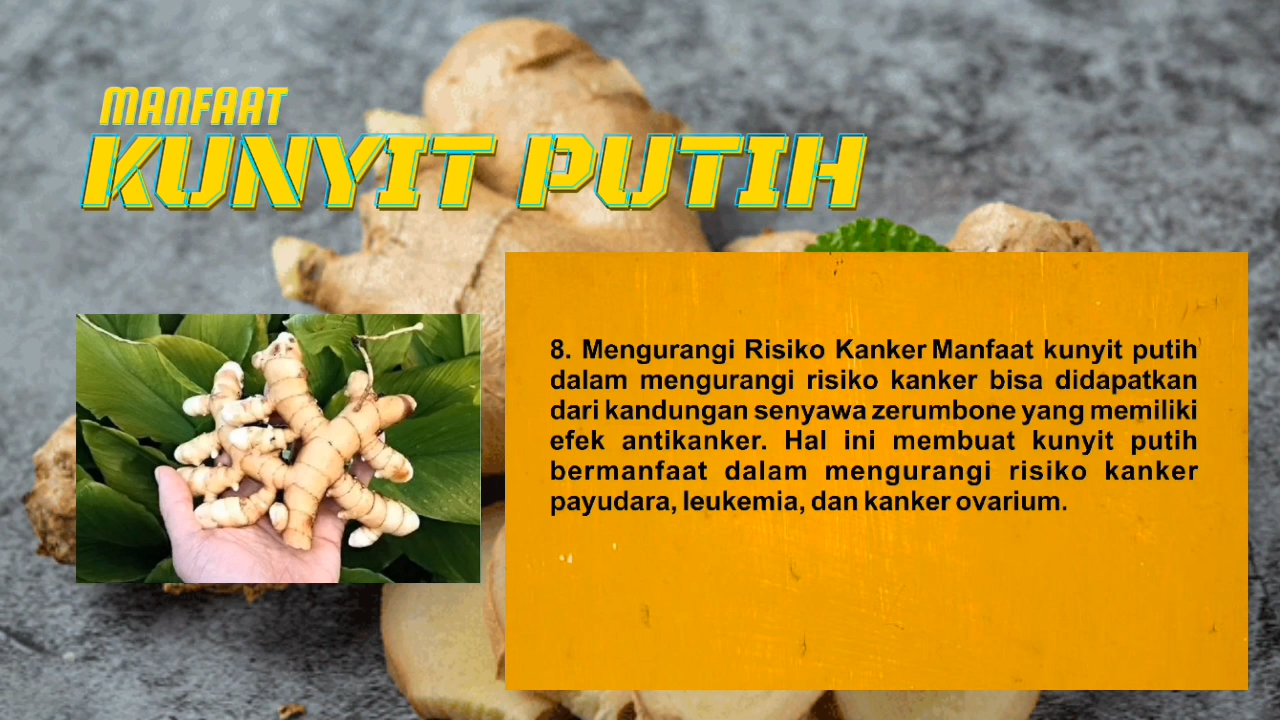 MANFAAT
KUNYIT PUTIH
8. Mengurangi Risiko Kanker Manfaat kunyit putih
dalam mengurangi risiko kanker bisa didapatkan
dari kandungan senyawa zerumbone yang memiliki
efek antikanker. Hal ini membuat kunyit putih
bermanfaat dalam mengurangi risiko kanker
payudara, leukemia, dan kanker ovarium.